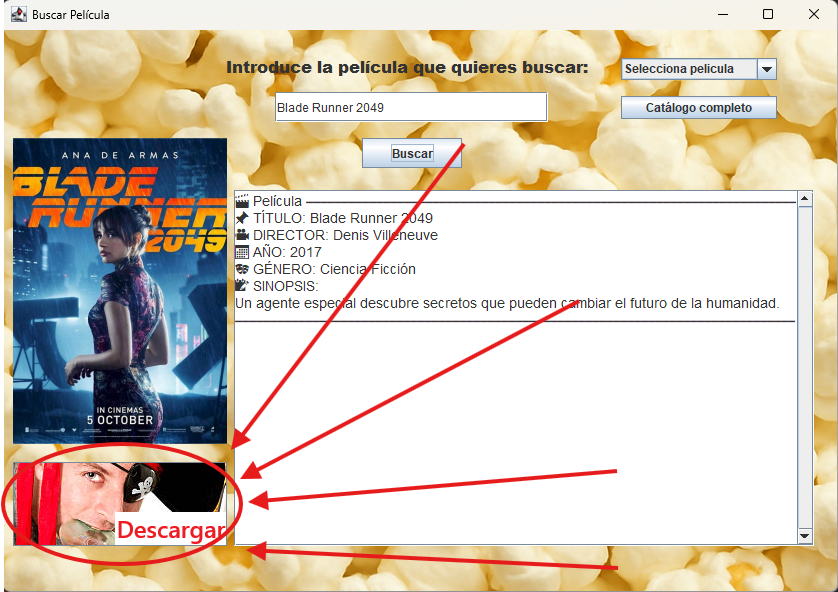 Buscar Película
Introduce la película que quieres buscar:
Selecciona pelicula
Blade Runner 2049
Catálogo completo
Buscar
ANA DE ARMAS
BLADE
RUNNER
2049
IN CINEMAS
5 OCTOBER
Película
TÍTULO: Blade Runner 2049
DIRECTOR: Denis Villeneuve
AÑO: 2017
GÉNERO: Ciencia Ficción
SINOPSIS:
Un agente especial descubre secretos que pueden cambiar el futuro de la humanidad.
Descargar